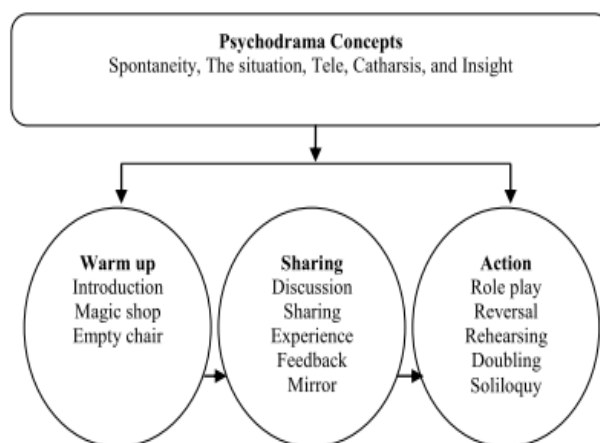 Psychodrama Concepts
Spontaneity, The situation, Tele, Catharsis, and Insight
Warm up
Introduction
Magic shop
Empty chair
Sharing
Discussion
Sharing
Experience
Feedback
Mirror
Action
Role play
Reversal
Rehearsing
Doubling
Soliloquy